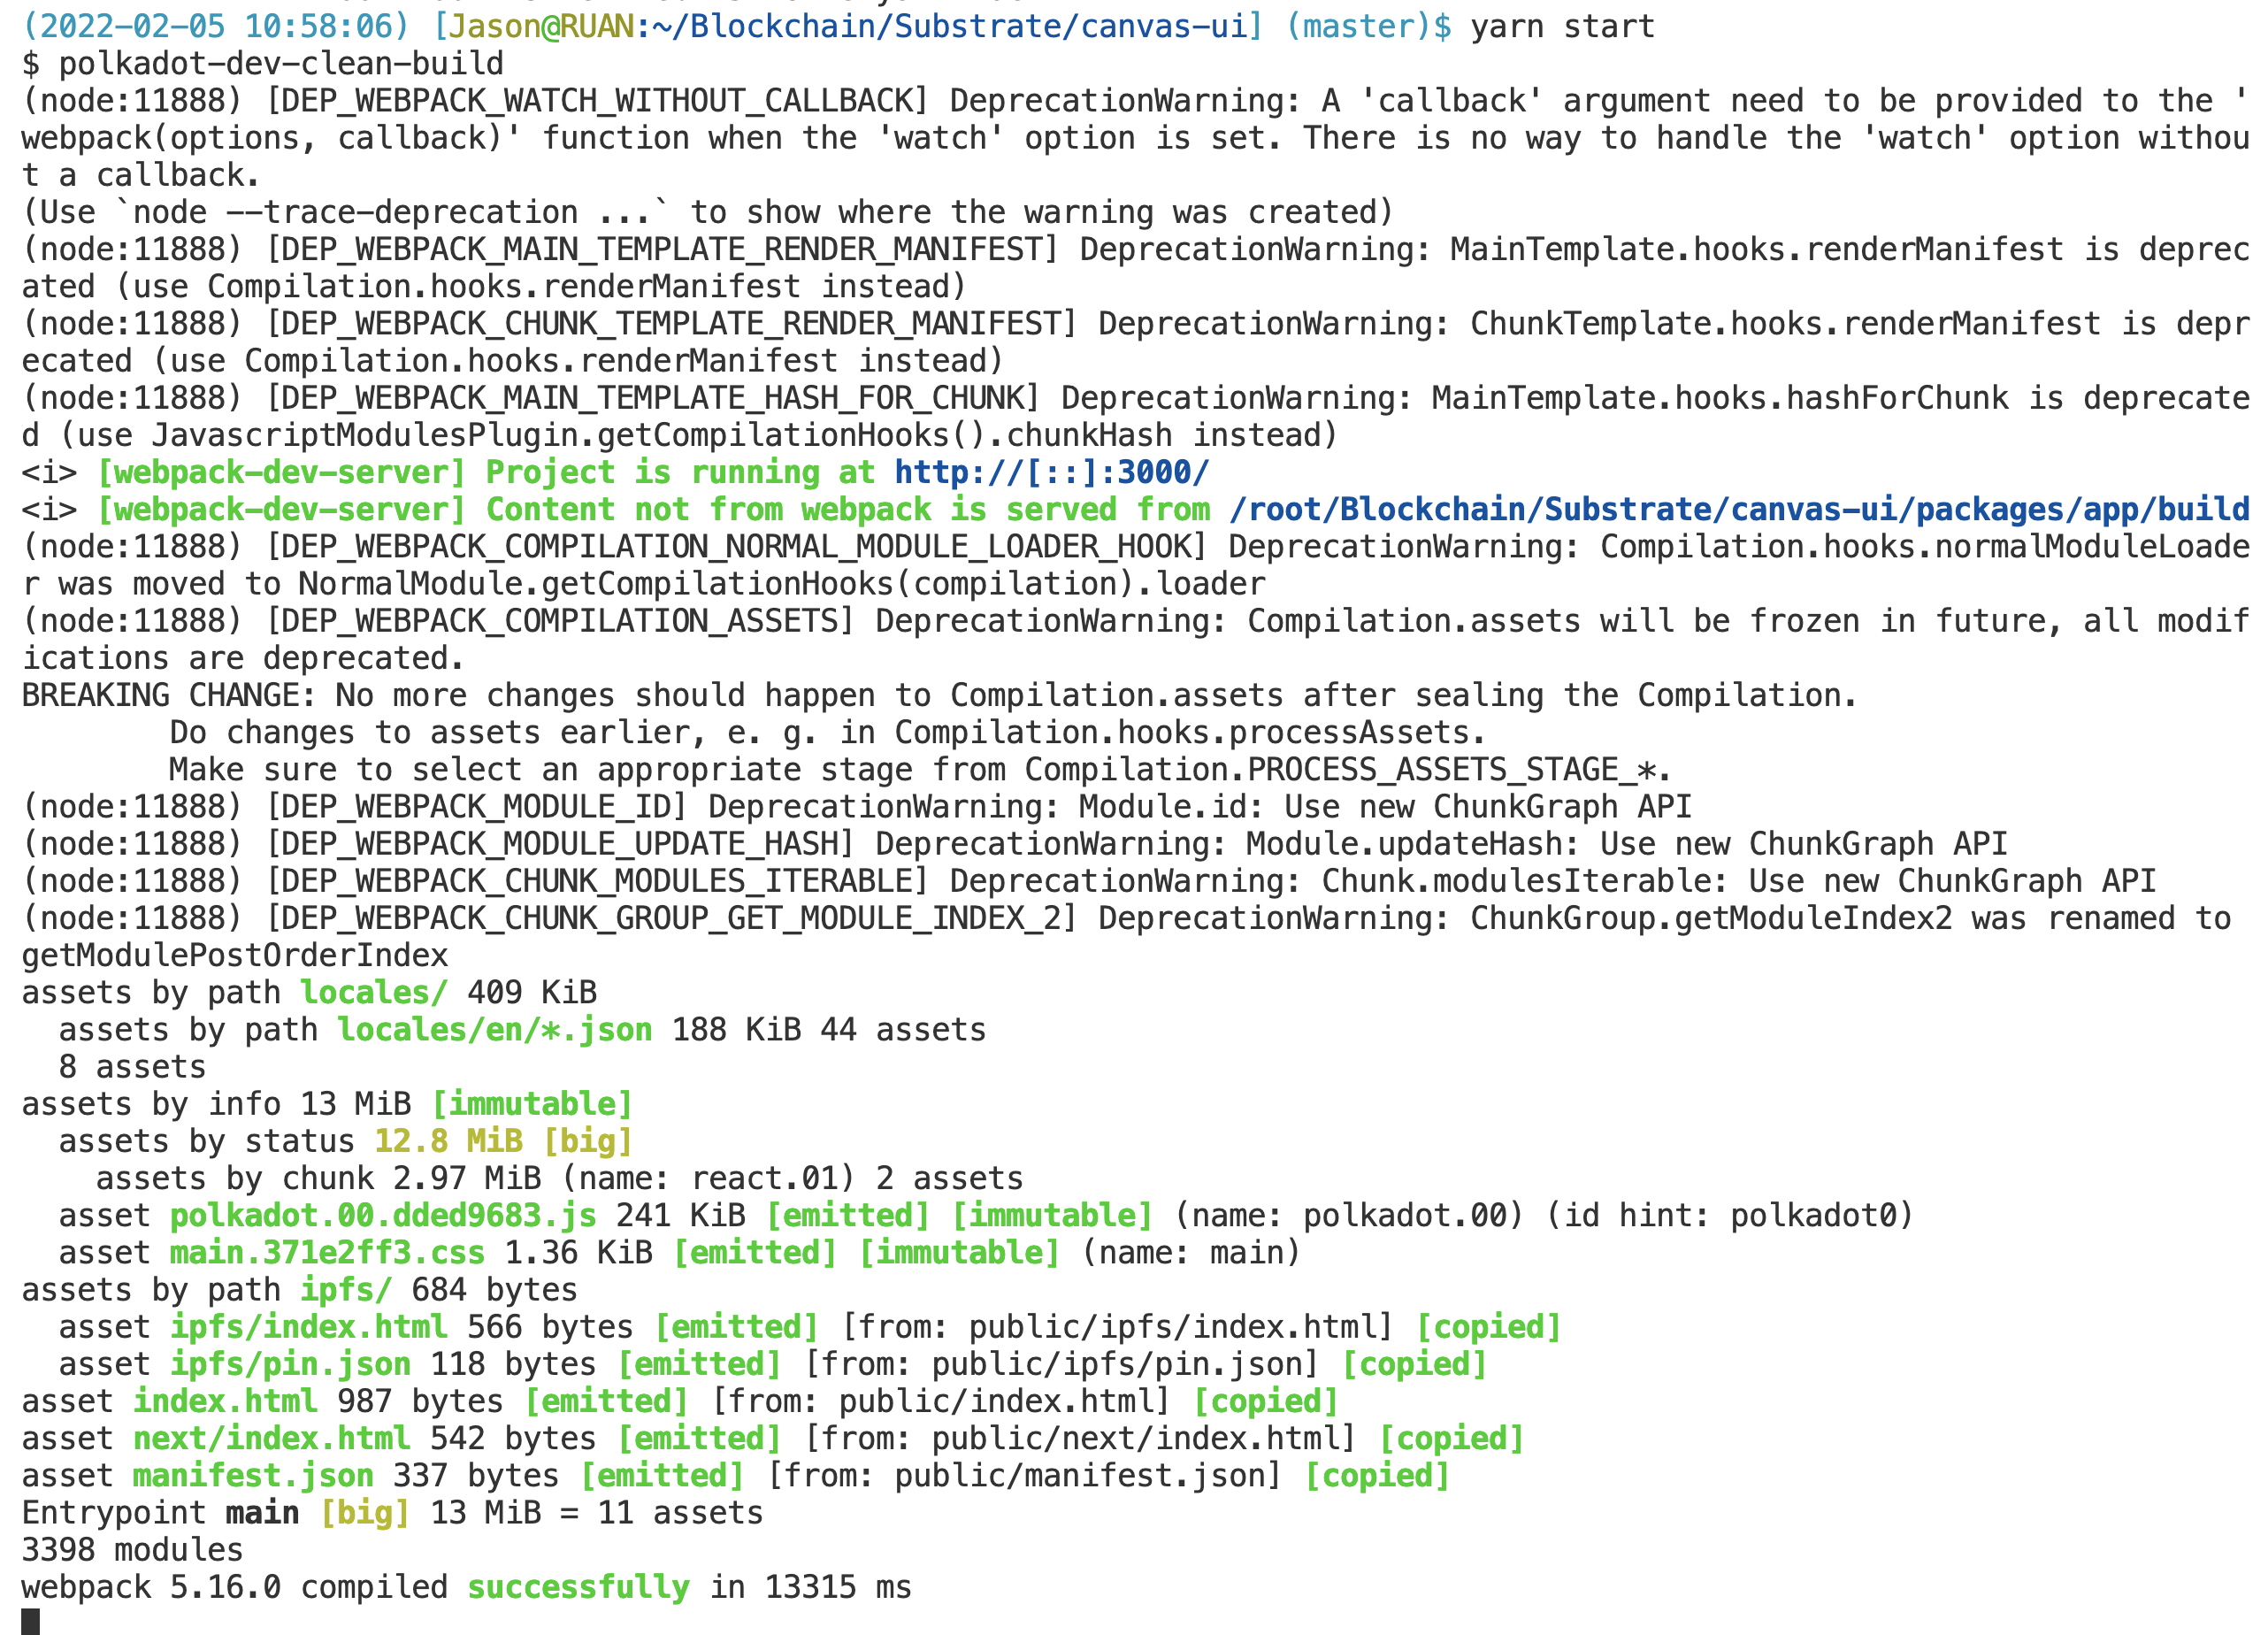 (2022-02-05 10:58:06) [Jason@RUAN:~/Blockchain/Substrate/canvas-ui] (master)$ yarn start
$ polkadot-dev-clean-build
(node:11888) [DEP_WEBPACK_WATCH_WITHOUT_CALLBACK] DeprecationWarning: A 'callback' argument need to be provided to the '
webpack(options, callback)' function when the 'watch' option is set. There is no way to handle the 'watch' option withou
t a callback.
(Use `node --trace-deprecation ...` to show where the warning was created)
(node:11888) [DEP_WEBPACK_MAIN_TEMPLATE_RENDER_MANIFEST] DeprecationWarning: MainTemplate.hooks.renderManifest is deprec
ated (use Compilation.hooks.renderManifest instead)
(node:11888) [DEP_WEBPACK_CHUNK_TEMPLATE_RENDER_MANIFEST] DeprecationWarning: ChunkTemplate.hooks.renderManifest is depr
ecated (use Compilation.hooks.renderManifest instead)
(node:11888) [DEP_WEBPACK_MAIN_TEMPLATE_HASH_FOR_CHUNK] DeprecationWarning: MainTemplate.hooks.hashForChunk is deprecate
d (use JavascriptModulesPlugin.getCompilationHooks().chunkHash instead)
<i> [webpack-dev-server] Project is running at http://[::]:3000/
<i> [webpack-dev-server] Content not from webpack is served from /root/Blockchain/Substrate/canvas-ui/packages/app/build
(node:11888) [DEP_WEBPACK_COMPILATION_NORMAL_MODULE_LOADER_HOOK] DeprecationWarning: Compilation.hooks.normalModuleLoade
r was moved to NormalModule.getCompilationHooks(compilation).loader
(node:11888) [DEP_WEBPACK_COMPILATION_ASSETS] DeprecationWarning: Compilation.assets will be frozen in future, all modif
ications are deprecated.
BREAKING CHANGE: No more changes should happen to Compilation.assets after sealing the Compilation.
        Do changes to assets earlier, e. g. in Compilation.hooks.processAssets.
        Make sure to select an appropriate stage from Compilation.PROCESS_ASSETS_STAGE_*.
(node:11888) [DEP_WEBPACK_MODULE_ID] DeprecationWarning: Module.id: Use new ChunkGraph API
(node:11888) [DEP_WEBPACK_MODULE_UPDATE_HASH] DeprecationWarning: Module.updateHash: Use new ChunkGraph API
(node:11888) [DEP_WEBPACK_CHUNK_MODULES_ITERABLE] DeprecationWarning: Chunk.modulesIterable: Use new ChunkGraph API
(node:11888) [DEP_WEBPACK_CHUNK_GROUP_GET_MODULE_INDEX_2] DeprecationWarning: ChunkGroup.getModuleIndex2 was renamed to
getModulePostOrderIndex
assets by path locales/ 409 KiB
  assets by path locales/en/*.json 188 KiB 44 assets
  8 assets
assets by info 13 MiB [immutable]
  assets by status 12.8 MiB [big]
    assets by chunk 2.97 MiB (name: react.01) 2 assets
  asset polkadot.00.dded9683.js 241 KiB [emitted] [immutable] (name: polkadot.00) (id hint: polkadot0)
  asset main.371e2ff3.css 1.36 KiB [emitted] [immutable] (name: main)
assets by path ipfs/ 684 bytes
  asset ipfs/index.html 566 bytes [emitted] [from: public/ipfs/index.html] [copied]
  asset ipfs/pin.json 118 bytes [emitted] [from: public/ipfs/pin.json] [copied]
asset index.html 987 bytes [emitted] [from: public/index.html] [copied]
asset next/index.html 542 bytes [emitted] [from: public/next/index.html] [copied]
asset manifest.json 337 bytes [emitted] [from: public/manifest.json] [copied]
Entrypoint main [big] 13 MiB = 11 assets
3398 modules
webpack 5.16.0 compiled successfully in 13315 ms